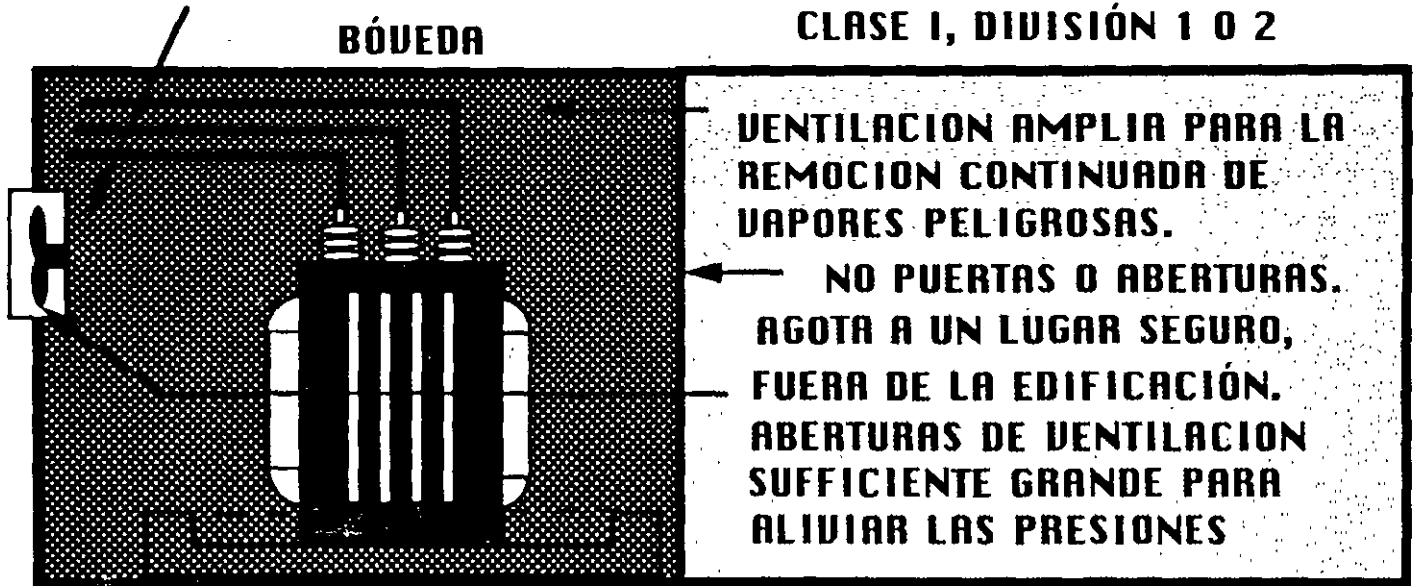 BÓVEDA
CLASE I, DIVISIÓN 1 O 2
VENTILACION AMPLIA PARA LA
REMOCION CONTINUADA DE
VAPORES PELIGROSAS.
NO PUERTAS O ABERTURAS.
AGOTA A UN LUGAR SEGURO,
FUERA DE LA EDIFICACIÓN.
ABERTURAS DE VENTILACION
SUFFICIENTE GRANDE PARA
ALIVIAR LAS PRESIONES